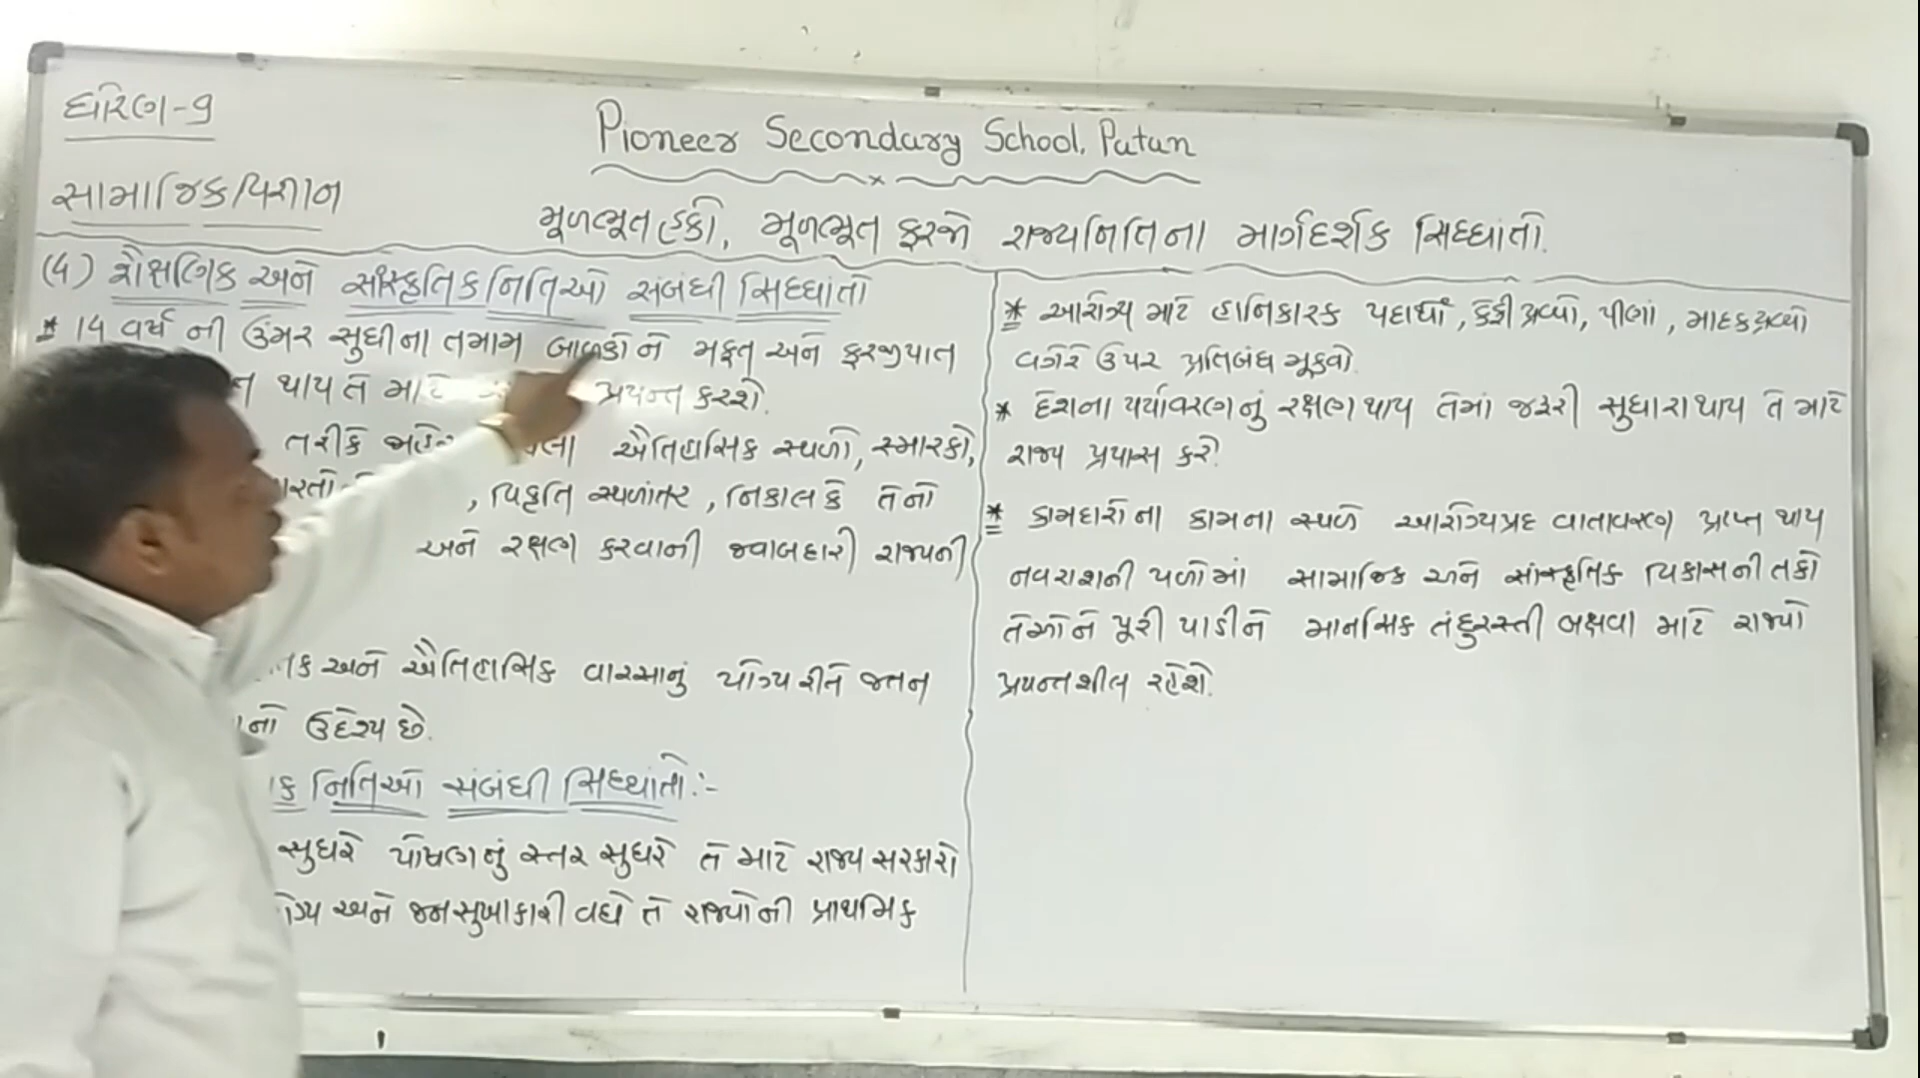 ધોરણ-9
Pioneer Secondary School, Patan
સામાજિક વિજ્ઞાન
મૂળભૂત હકો, મૂળભૂત ફરજો રાજ્યનિતિના માર્ગદર્શક સિધ્ધાંતો.
(4) શૈક્ષણિક અને સાંસ્કૃતિક નિતિઓ સંબંધી સિધ્ધાંતો
* 14 વર્ષ ની ઉંમર સુધીના તમામ બાળકોને મફત અને ફરજીયાત
થાય તે માટે પ્રયત્ન કરશે.
તરીકે ઐતિહાસિક સ્થળો, સ્મારકો,
, વિકૃતિ સ્થળાંતર, નિકાલ કે તેનો
અને રક્ષણ કરવાની જવાબદારી રાજ્યની
અને ઐતિહાસિક વારસાનું યોગ્ય રીતે જતન
ઉદેશ્ય છે.
નિતિઓ સંબંધી સિધ્ધાંતો:-
સુધરે પોષણનું સ્તર સુધરે તે માટે રાજ્ય સરકારો
અને જનસુખાકારી વધે તે રાજ્યોની પ્રાથમિક
* આરોગ્ય માટે હાનિકારક પદાર્થો, કેફી દ્રવ્યો, પીણાં, માદક દ્રવ્યો
વગેરે ઉપર પ્રતિબંધ મૂકવો.
* દેશના પર્યાવરણનું રક્ષણ થાય તેમાં જરૂરી સુધારા થાય તે માટે
રાજ્ય પ્રયાસ કરે.
* કામદારોના કામના સ્થળે આરોગ્યપ્રદ વાતાવરણ પ્રાપ્ત થાય
નવરાશની પળોમાં સામાજિક અને સાંસ્કૃતિક વિકાસની તકો
તેઓને પૂરી પાડીને માનસિક તંદુરસ્તી બક્ષવા માટે રાજ્યો
પ્રયત્નશીલ રહેશે.